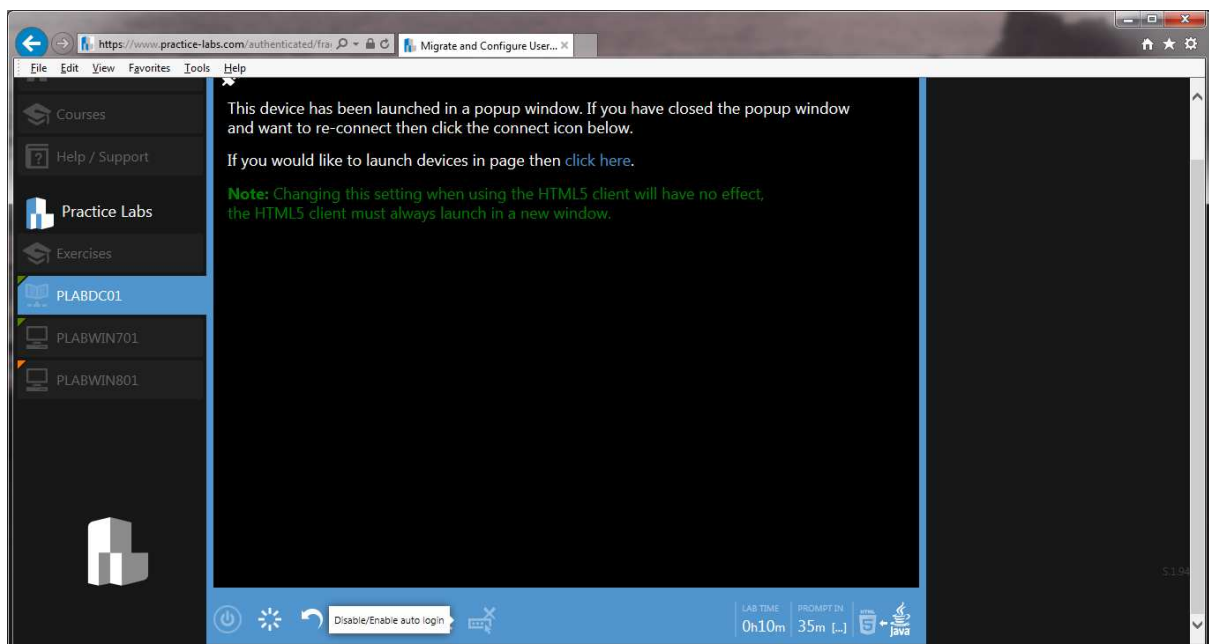 https://www.practice-labs.com/authenticated/fra
Migrate and Configure User...
File Edit View Favorites Tools Help
Courses
Help / Support
Practice Labs
Exercises
PLABDC01
PLABWIN701
PLABWIN801
This device has been launched in a popup window. If you have closed the popup window
and want to re-connect then click the connect icon below.
If you would like to launch devices in page then click here.
Note: Changing this setting when using the HTML5 client will have no effect,
the HTML5 client must always launch in a new window.
S.1.94
Disable/Enable auto login
LAB TIME
0h10m
PROMPT IN
35m [...]
HTML
5
Java